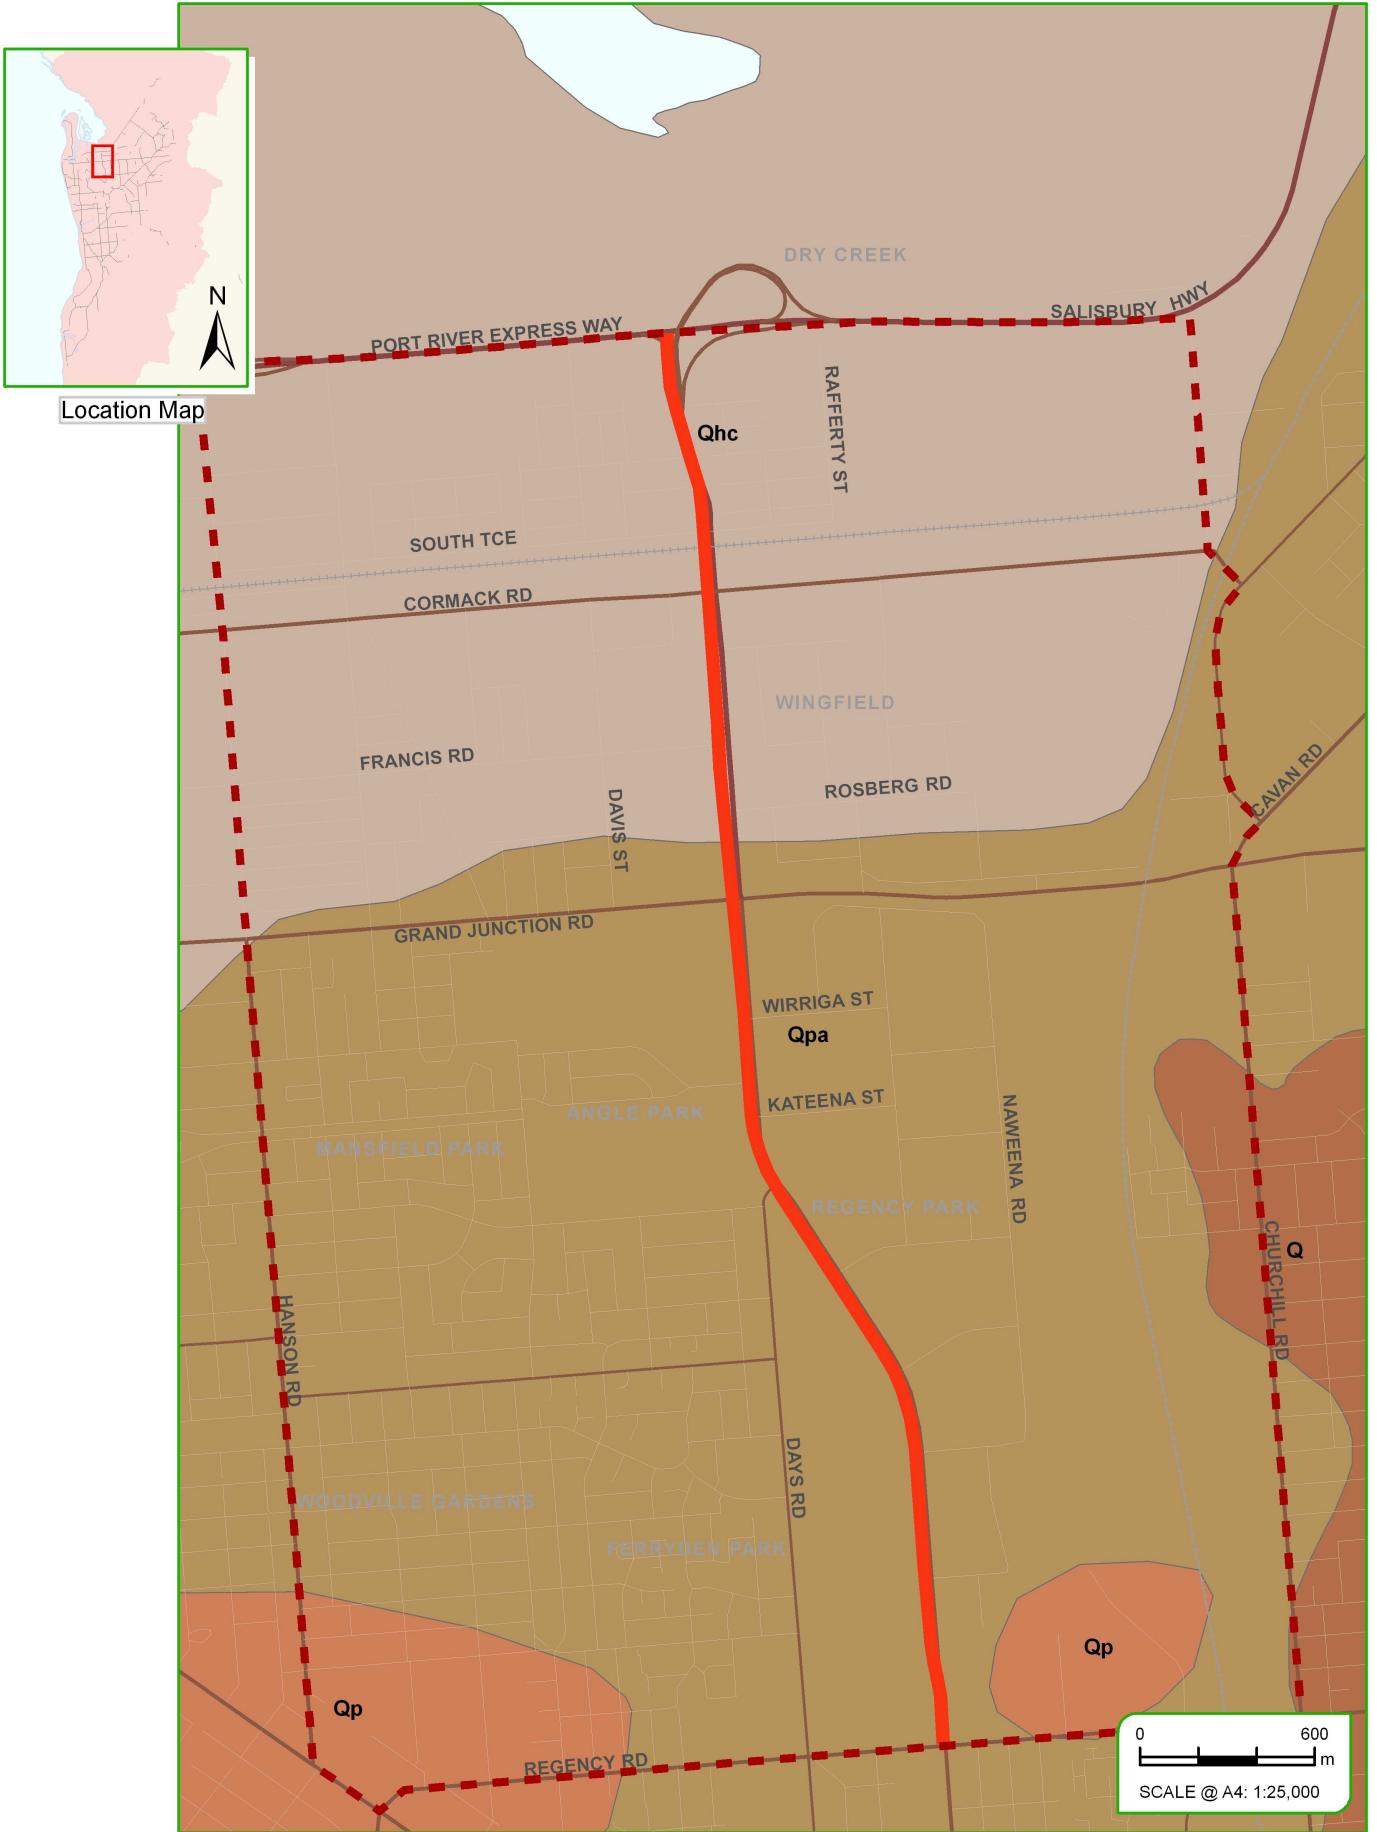 N
Location Map
DRY CREEK
SALISBURY HWY
PORT RIVER EXPRESS WAY
RAFFERTY ST
Qhc
SOUTH TCE
CORMACK RD
WINGFIELD
FRANCIS RD
ROSBERG RD
CAVAN RD
DAVIS ST
GRAND JUNCTION RD
WIRRIGA ST
Qpa
KATEENA ST
ANGLE PARK
MANSFIELD PARK
NAWEENA RD
REGENCY PARK
CHURCHILL RD
Q
HANSON RD
DAYS RD
WOODVILLE GARDENS
FERRYDEN PARK
Qp
Qp
REGENCY RD
0 600
m
SCALE @ A4: 1:25,000